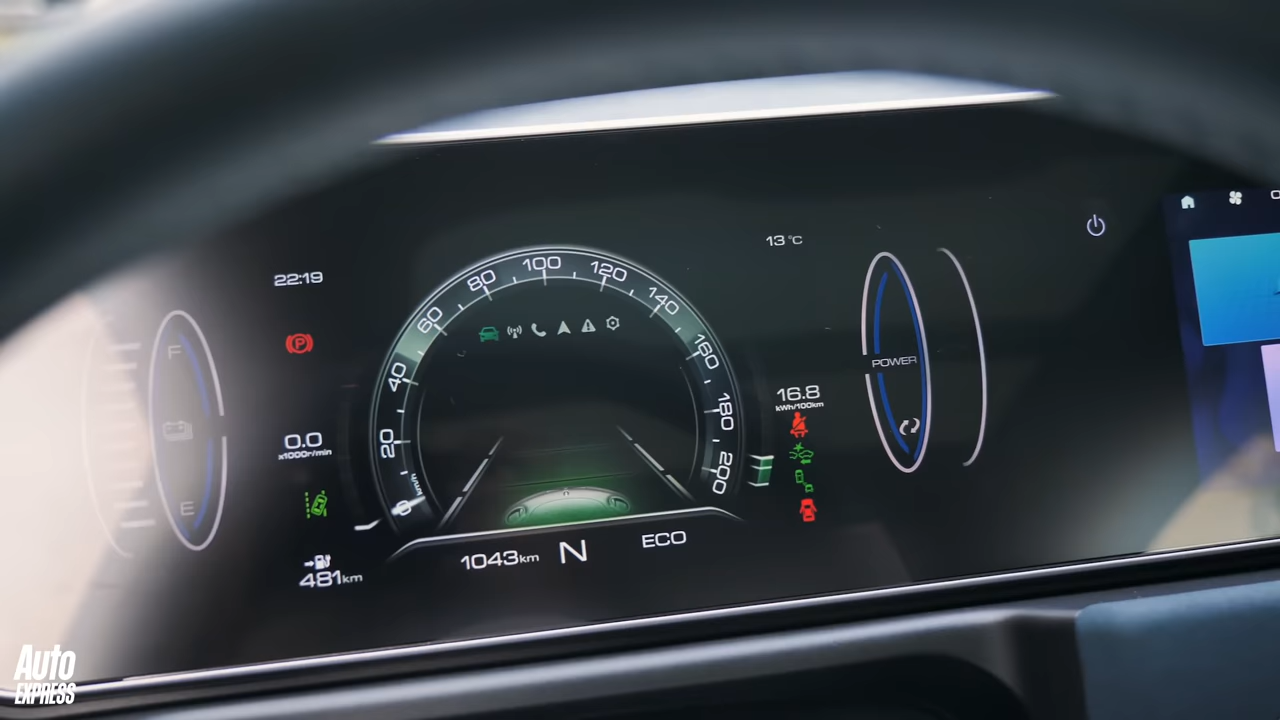 22:19
P
F
E
0.0
x1000r/min
481km
0
20
40
60
80
100
120
140
160
180
200
km/h
1043km
N
ECO
13°C
16.8
kWh/100km
POWER
Auto
EXPRESS